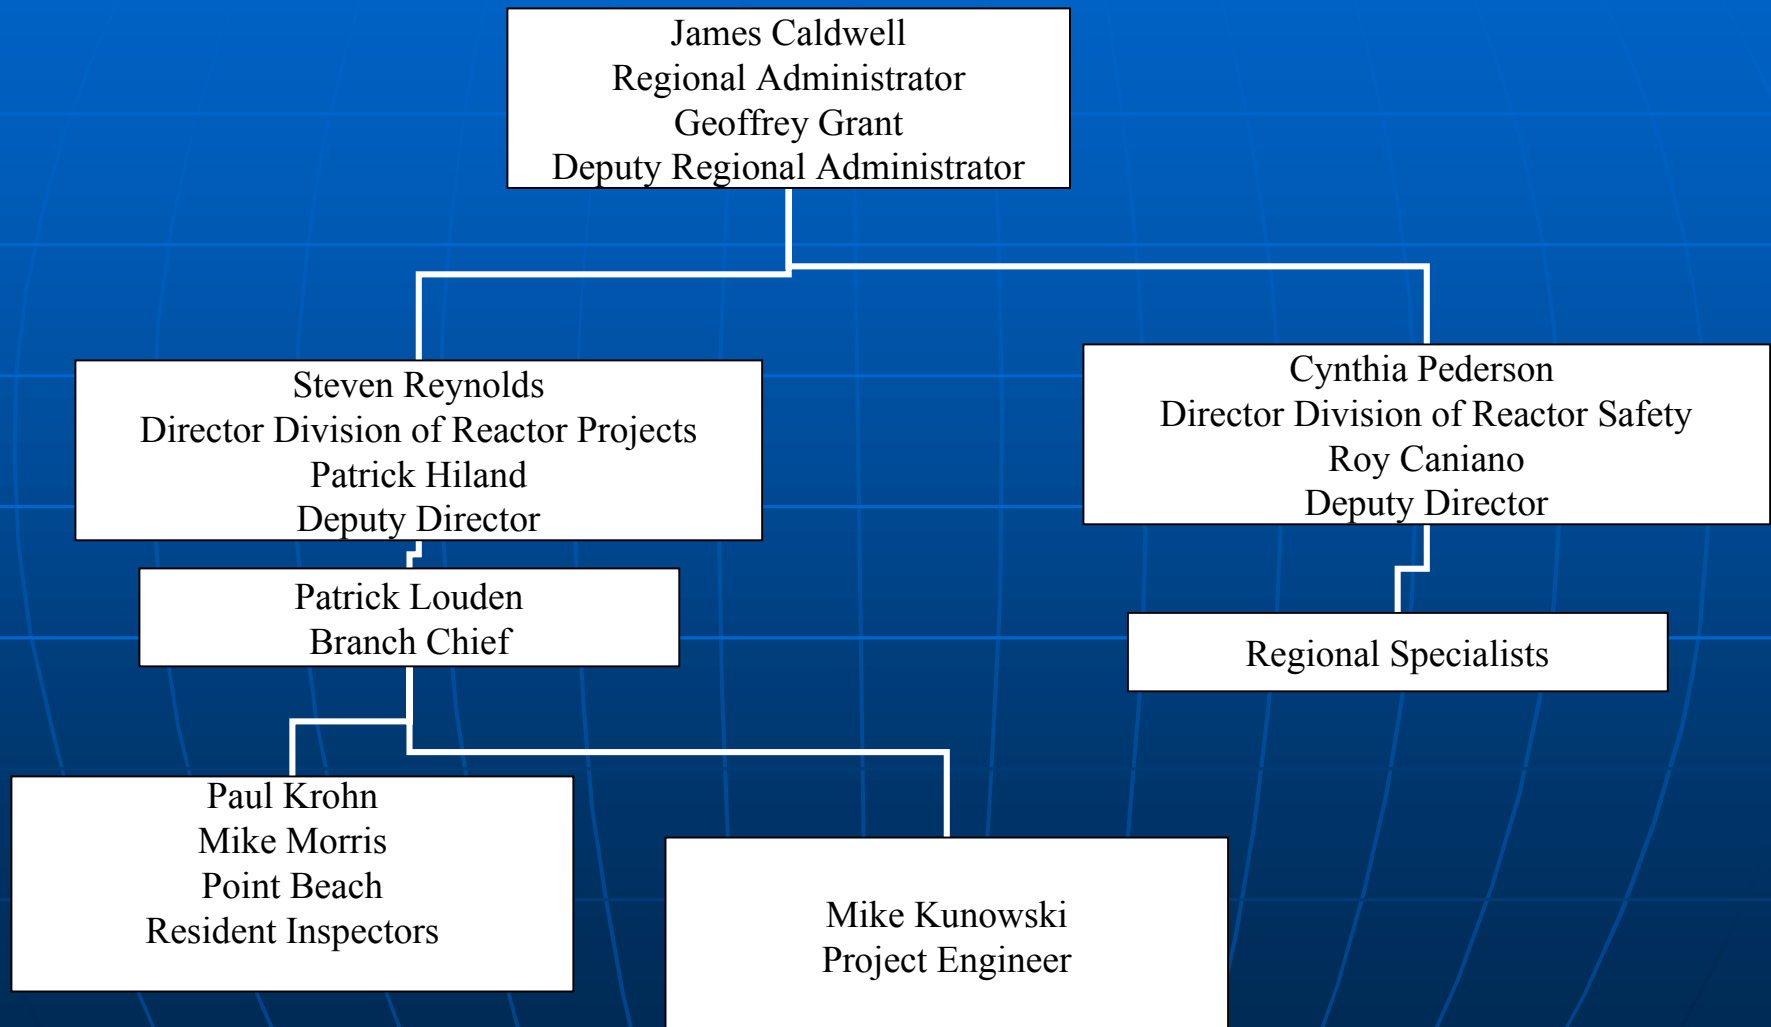 James Caldwell
Regional Administrator
Geoffrey Grant
Deputy Regional Administrator
Steven Reynolds
Director Division of Reactor Projects
Patrick Hiland
Deputy Director
Cynthia Pederson
Director Division of Reactor Safety
Roy Caniano
Deputy Director
Patrick Louden
Branch Chief
Regional Specialists
Paul Krohn
Mike Morris
Point Beach
Resident Inspectors
Mike Kunowski
Project Engineer